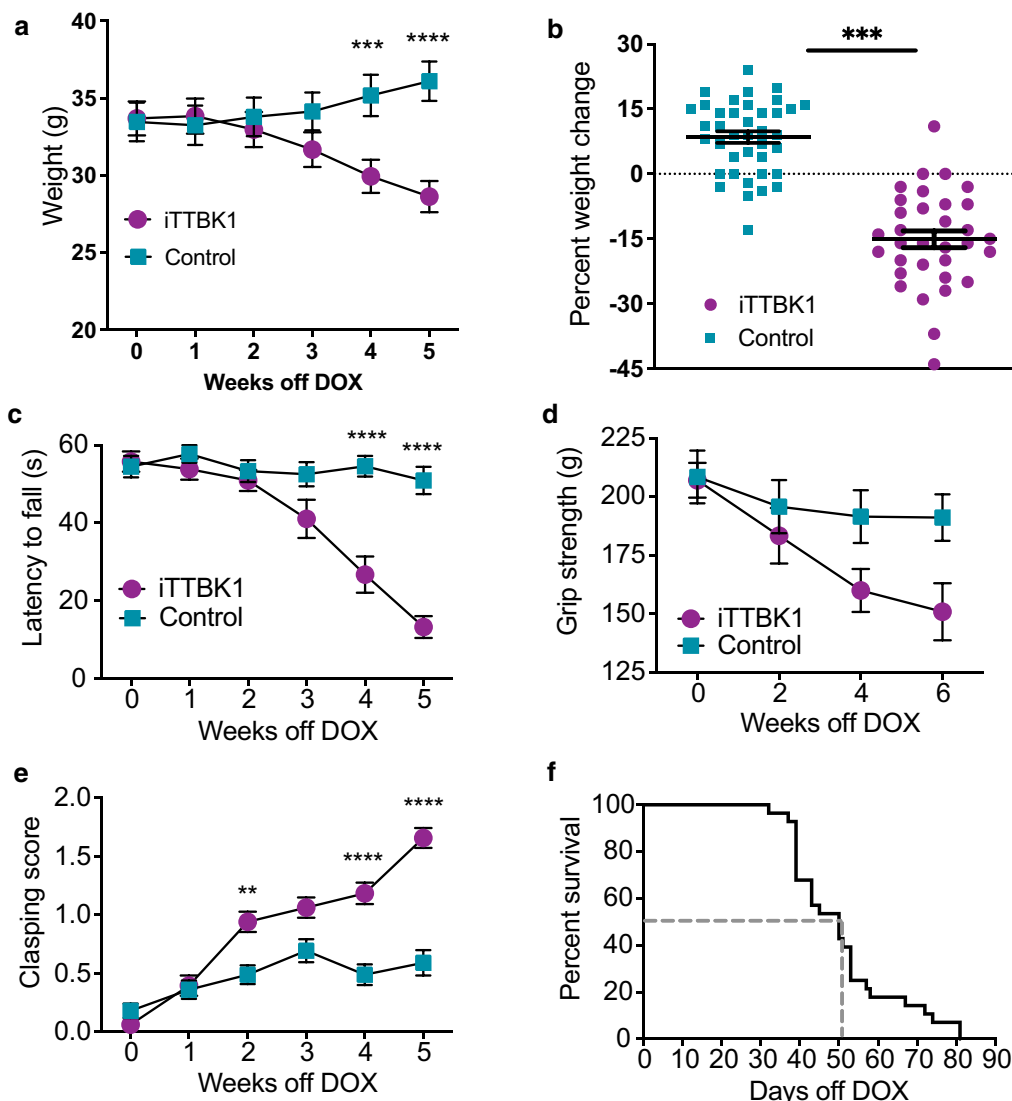 a
Weight (g)
40
35
30
25
20
*** ****
iTTBK1
Control
0 1 2 3 4 5
Weeks off DOX
b
Percent weight change
30
15
0
-15
-30
-45
***
iTTBK1
Control
c
Latency to fall (s)
60
40
20
0
**** ****
iTTBK1
Control
0 1 2 3 4 5
Weeks off DOX
d
Grip strength (g)
225
200
175
150
125
iTTBK1
Control
0 2 4 6
Weeks off DOX
e
Clasping score
2.0
1.5
1.0
0.5
0.0
** **** ****
iTTBK1
Control
0 1 2 3 4 5
Weeks off DOX
f
Percent survival
100
80
60
40
20
0
0 10 20 30 40 50 60 70 80 90
Days off DOX